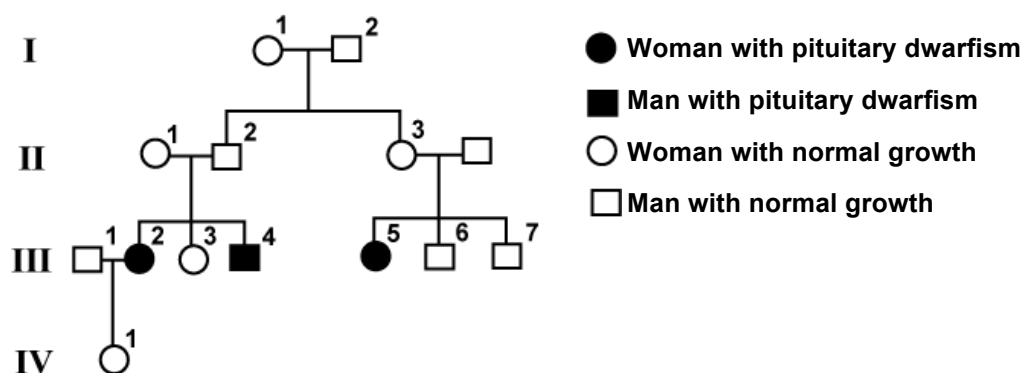 I
1
2
Woman with pituitary dwarfism
Man with pituitary dwarfism
II
1
2
3
Woman with normal growth
Man with normal growth
III
1
2
3
4
5
6
7
IV
1